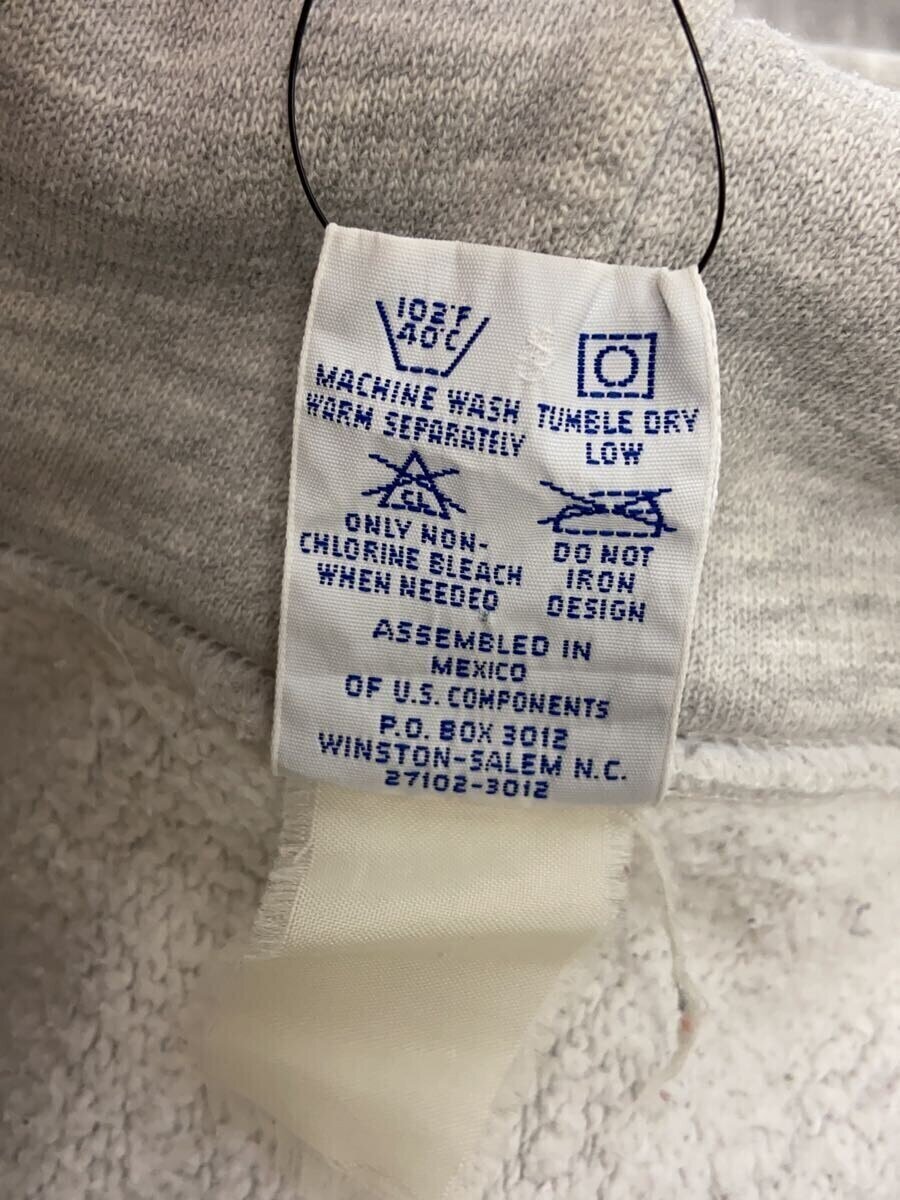 102°F
40°C
MACHINE WASH
WARM SEPARATELY
TUMBLE DRY
LOW
CL
ONLY NON-
CHLORINE BLEACH
WHEN NEEDED
DO NOT
IRON
DESIGN
ASSEMBLED IN
MEXICO
OF U.S. COMPONENTS
P.O. BOX 3012
WINSTON-SALEM N.C.
27102-3012